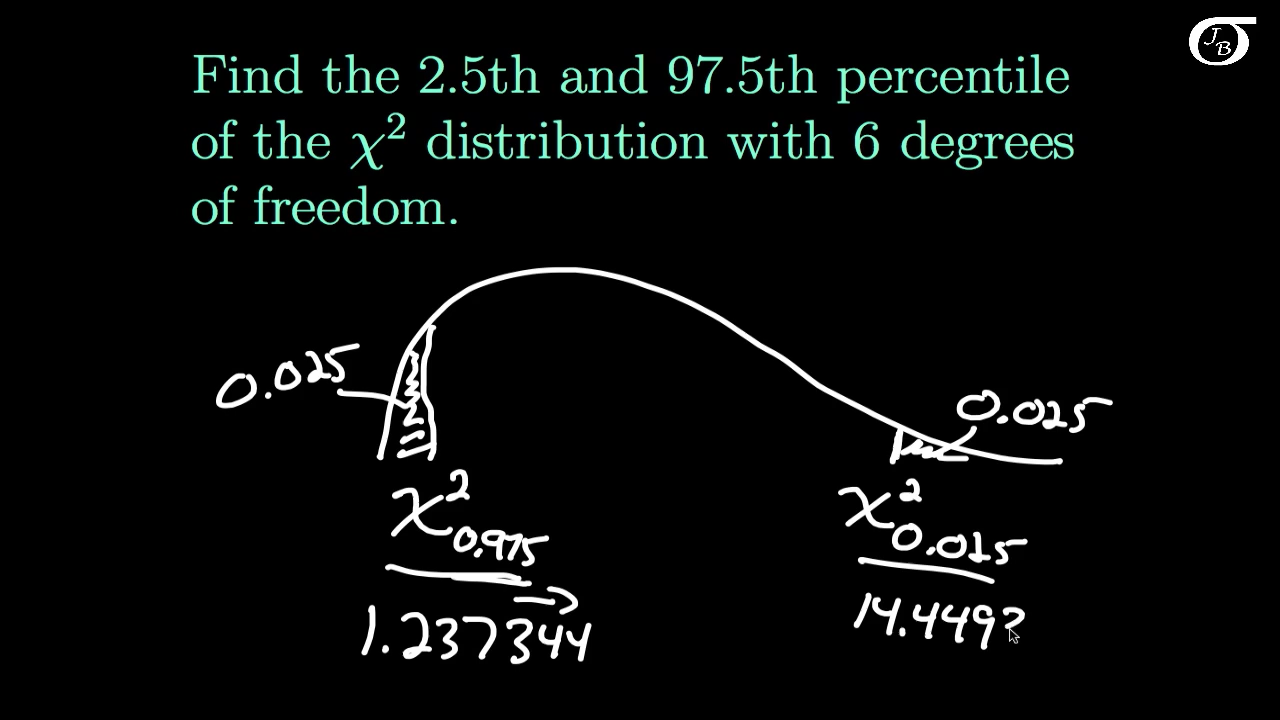 J
B
Find the 2.5th and 97.5th percentile
of the χ² distribution with 6 degrees
of freedom.
0.025
0.025
χ²0.975
χ²0.025
1.237344
14.449